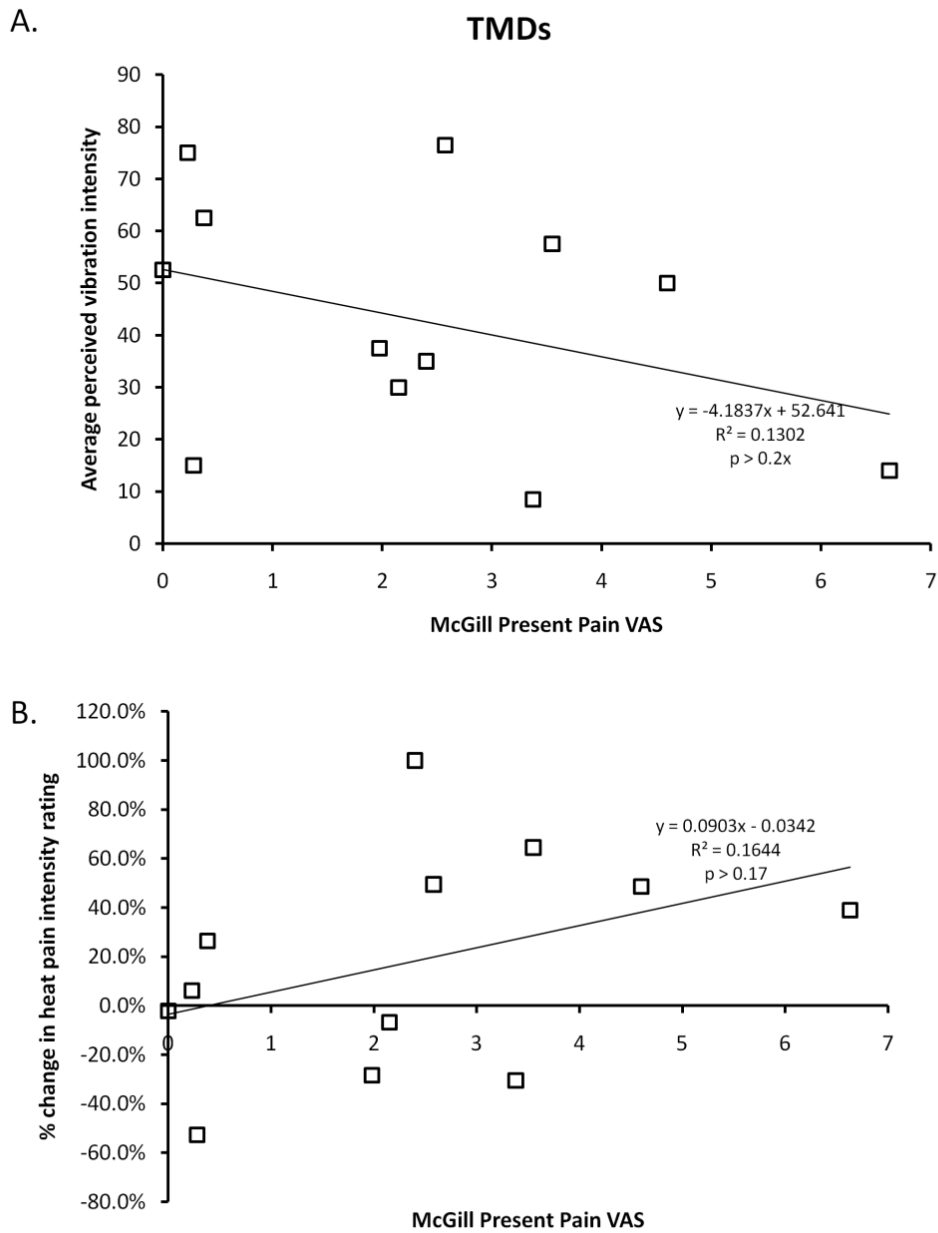 A.
TMDs
Average perceived vibration intensity
90
80
70
60
50
40
30
20
10
0
y = -4.1837x + 52.641
R² = 0.1302
p > 0.2x
0 1 2 3 4 5 6 7
McGill Present Pain VAS
B.
% change in heat pain intensity rating
120.0%
100.0%
80.0%
60.0%
40.0%
20.0%
0.0%
-20.0%
-40.0%
-60.0%
-80.0%
y = 0.0903x - 0.0342
R² = 0.1644
p > 0.17
0 1 2 3 4 5 6 7
McGill Present Pain VAS